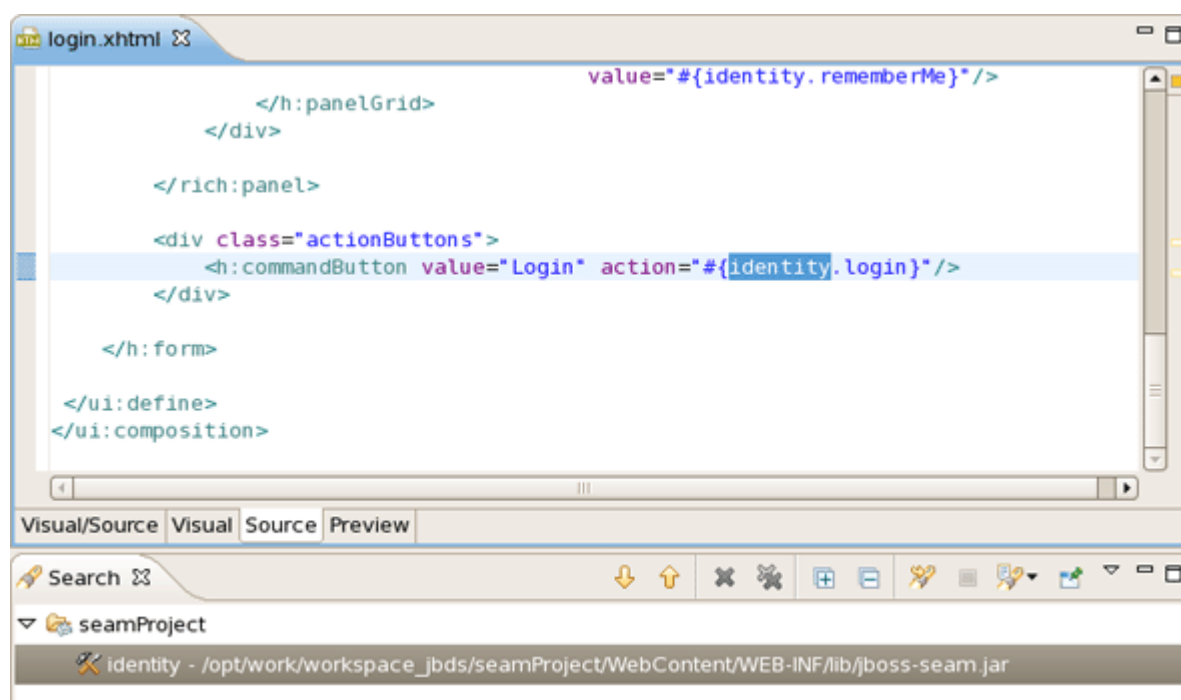 login.xhtml
value="#{identity.rememberMe}"/>
</h:panelGrid>
</div>
</rich:panel>
<div class="actionButtons">
<h:commandButton value="Login" action="#{identity.login}"/>
</div>
</h:form>
</ui:define>
</ui:composition>
Visual/Source Visual Source Preview
Search
seamProject
identity - /opt/work/workspace_jbds/seamProject/WebContent/WEB-INF/lib/jboss-seam.jar